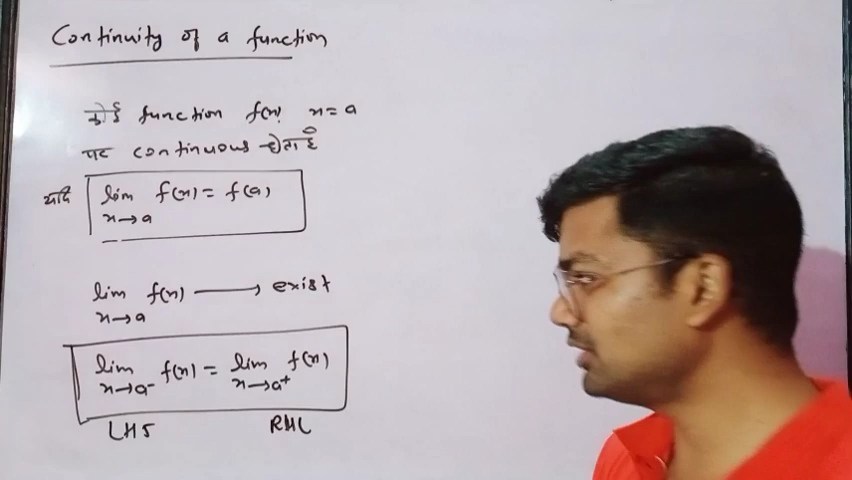 Continuity of a function
कोई function f(x) x=a
पर continuous होता है
यदि lim f(x) = f(a)
x→a
lim f(x) ⟶ exist
x→a
lim f(x) = lim f(x)
x→a⁻ x→a⁺
LHS RHL